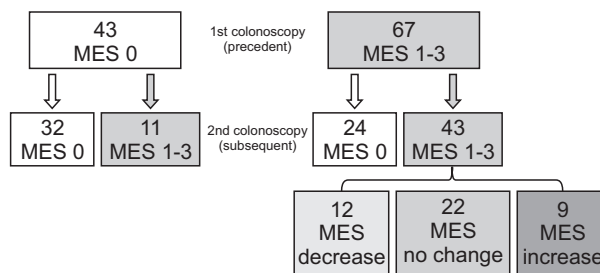 43
MES 0
1st colonoscopy
(precedent)
67
MES 1-3
32
MES 0
11
MES 1-3
2nd colonoscopy
(subsequent)
24
MES 0
43
MES 1-3
12
MES
decrease
22
MES
no change
9
MES
increase